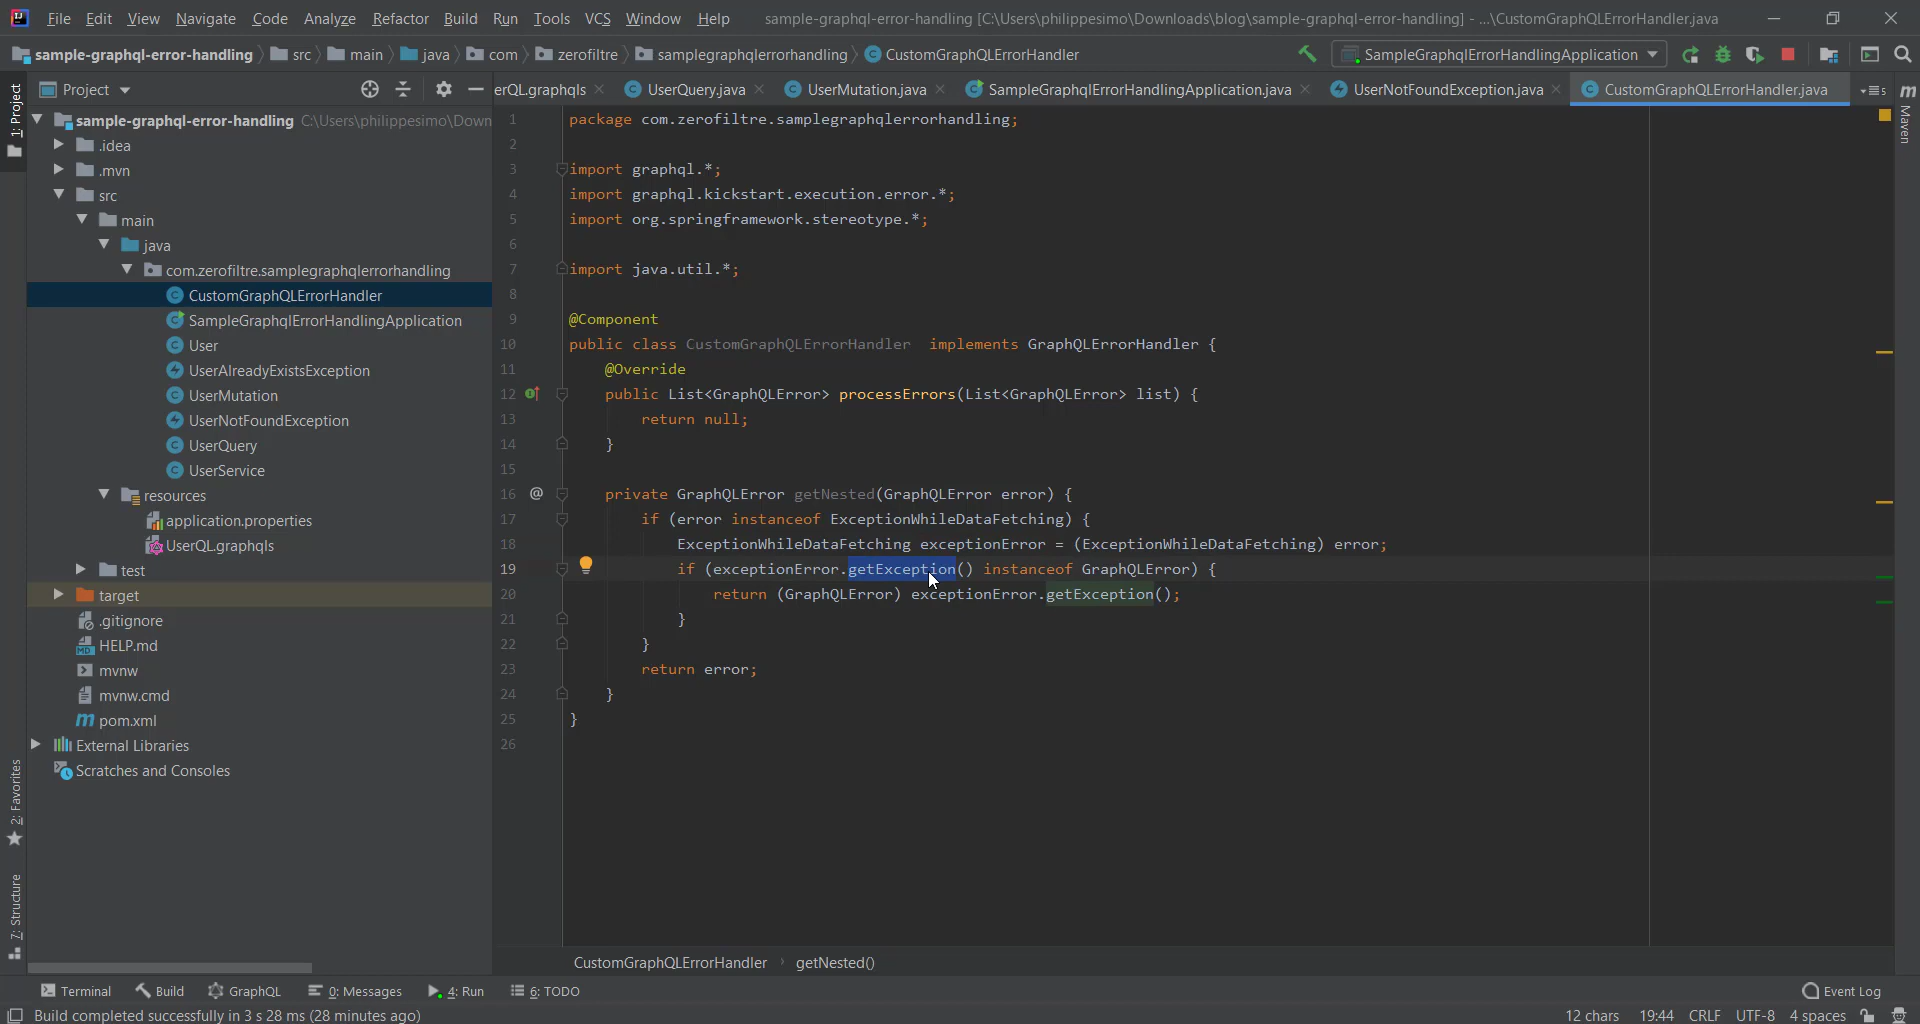 File Edit View Navigate Code Analyze Refactor Build Run Tools VCS Window Help sample-graphql-error-handling [C:\Users\philippesimo\Downloads\blog\sample-graphql-error-handling] - ...\CustomGraphQLErrorHandler.java
sample-graphql-error-handling src main java com zerofiltre samplegraphqlerrorhandling CustomGraphQLErrorHandler SampleGraphqlErrorHandlingApplication
Project erQL.graphqls UserQuery.java UserMutation.java SampleGraphqlErrorHandlingApplication.java UserNotFoundException.java CustomGraphQLErrorHandler.java 5
1: Project
2: Favorites
7: Structure
Maven
sample-graphql-error-handling C:\Users\philippesimo\Down
.idea
.mvn
src
main
java
com.zerofiltre.samplegraphqlerrorhandling
CustomGraphQLErrorHandler
SampleGraphqlErrorHandlingApplication
User
UserAlreadyExistsException
UserMutation
UserNotFoundException
UserQuery
UserService
resources
application.properties
UserQL.graphqls
test
target
.gitignore
HELP.md
mvnw
mvnw.cmd
pom.xml
External Libraries
Scratches and Consoles
1 package com.zerofiltre.samplegraphqlerrorhandling;
2
3 import graphql.*;
4 import graphql.kickstart.execution.error.*;
5 import org.springframework.stereotype.*;
6
7 import java.util.*;
8
9 @Component
10 public class CustomGraphQLErrorHandler  implements GraphQLErrorHandler {
11 @Override
12 public List<GraphQLError> processErrors(List<GraphQLError> list) {
13 return null;
14 }
15
16 @ private GraphQLError getNested(GraphQLError error) {
17 if (error instanceof ExceptionWhileDataFetching) {
18 ExceptionWhileDataFetching exceptionError = (ExceptionWhileDataFetching) error;
19 if (exceptionError.getException() instanceof GraphQLError) {
20 return (GraphQLError) exceptionError.getException();
21 }
22 }
23 return error;
24 }
25 }
26
CustomGraphQLErrorHandler getNested()
Terminal Build GraphQL 0: Messages 4: Run 6: TODO Event Log
Build completed successfully in 3 s 28 ms (28 minutes ago) 12 chars 19:44 CRLF UTF-8 4 spaces